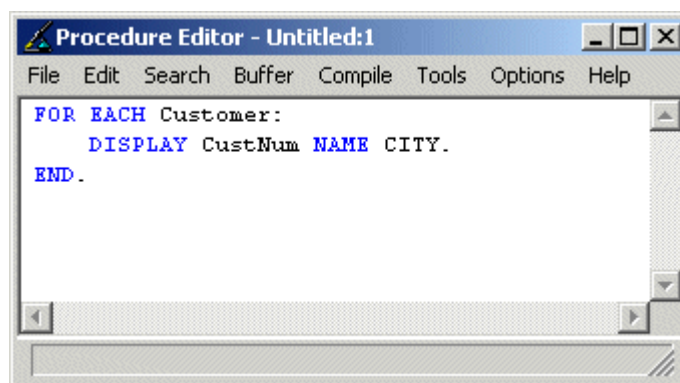 Procedure Editor - Untitled:1
File Edit Search Buffer Compile Tools Options Help
FOR EACH Customer:
    DISPLAY CustNum NAME CITY.
END.